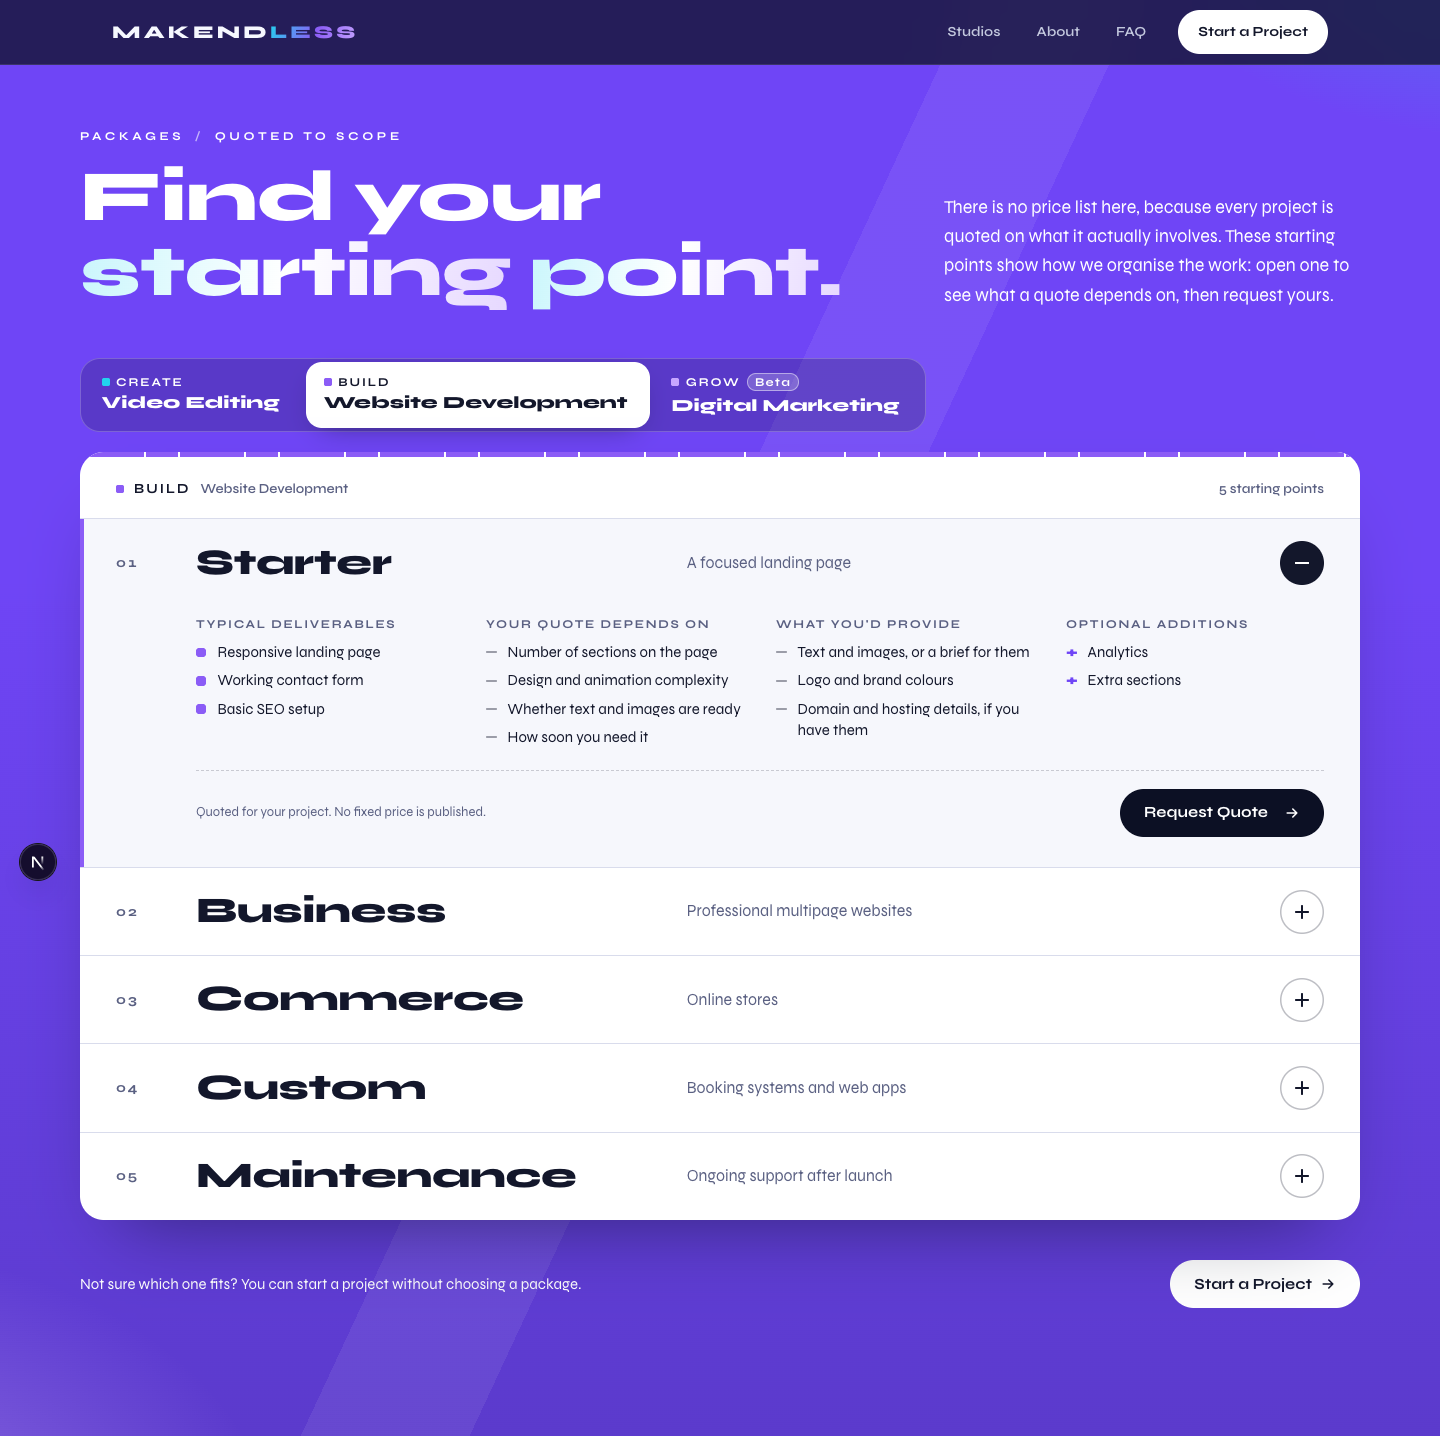 MAKENDLESS
Studios
About
FAQ
Start a Project
PACKAGES / QUOTED TO SCOPE
Find your
starting point.
There is no price list here, because every project is
quoted on what it actually involves. These starting
points show how we organise the work: open one to
see what a quote depends on, then request yours.
CREATE
Video Editing
BUILD
Website Development
GROW Beta
Digital Marketing
BUILD Website Development
5 starting points
01
Starter
A focused landing page
TYPICAL DELIVERABLES
Responsive landing page
Working contact form
Basic SEO setup
YOUR QUOTE DEPENDS ON
Number of sections on the page
Design and animation complexity
Whether text and images are ready
How soon you need it
WHAT YOU'D PROVIDE
Text and images, or a brief for them
Logo and brand colours
Domain and hosting details, if you
have them
OPTIONAL ADDITIONS
Analytics
Extra sections
Quoted for your project. No fixed price is published.
Request Quote →
N
02
Business
Professional multipage websites
03
Commerce
Online stores
04
Custom
Booking systems and web apps
05
Maintenance
Ongoing support after launch
Not sure which one fits? You can start a project without choosing a package.
Start a Project →